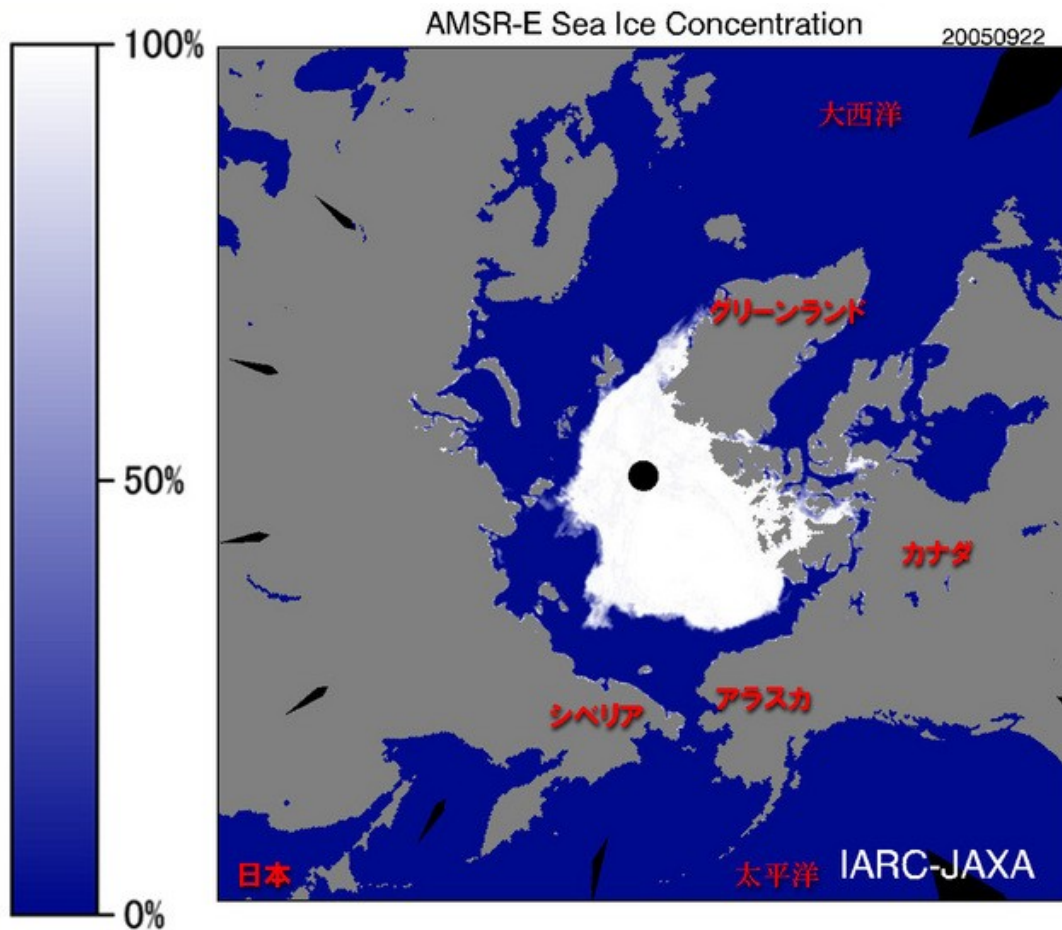 AMSR-E Sea Ice Concentration
20050922
100%
50%
0%
大西洋
グリーンランド
カナダ
シベリア
アラスカ
日本
太平洋
IARC-JAXA